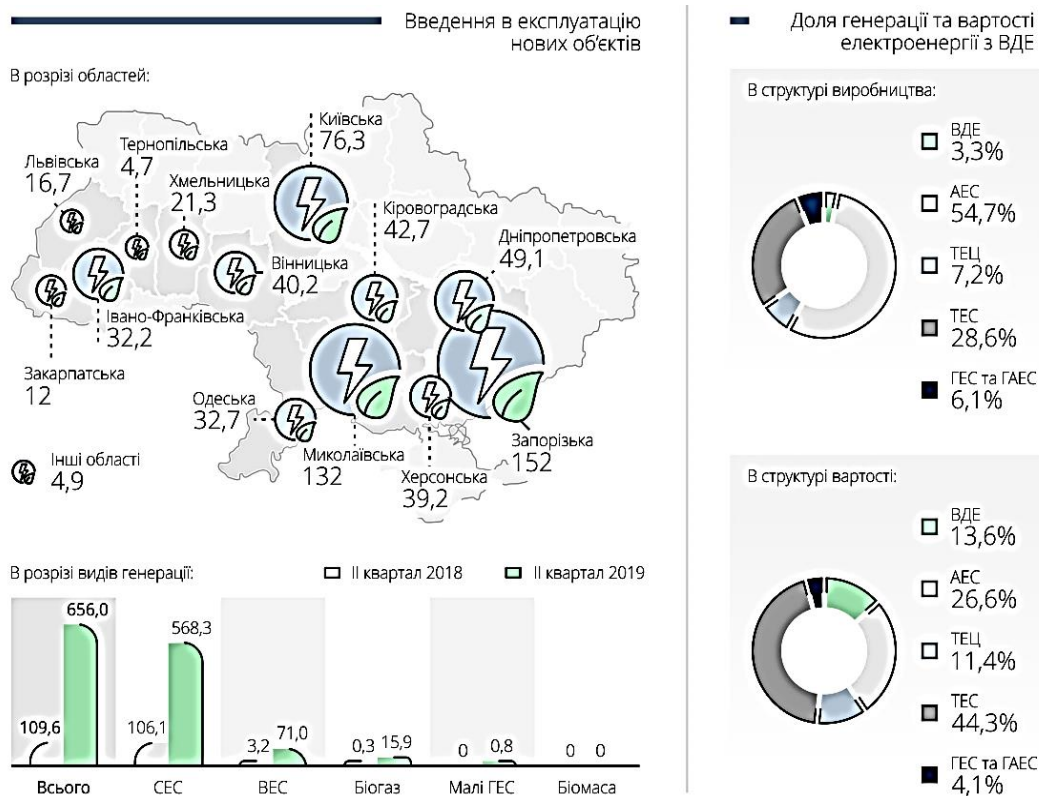 Введення в експлуатацію
нових об'єктів
В розрізі областей:
Київська
76,3
Тернопільська
4,7
Львівська
16,7
Хмельницька
21,3
Кіровоградська
42,7
Дніпропетровська
49,1
Вінницька
40,2
Івано-Франківська
32,2
Закарпатська
12
Одеська
32,7
Миколаївська
132
Херсонська
39,2
Запорізька
152
Інші області
4,9
В розрізі видів генерації:
II квартал 2018
II квартал 2019
656,0
568,3
109,6
106,1
3,2
71,0
0,3
15,9
0
0,8
0
0
Всього
СЕС
ВЕС
Біогаз
Малі ГЕС
Біомаса
Доля генерації та вартості
електроенергії з ВДЕ
В структурі виробництва:
ВДЕ
3,3%
АЕС
54,7%
ТЕЦ
7,2%
ТЕС
28,6%
ГЕС та ГАЕС
6,1%
В структурі вартості:
ВДЕ
13,6%
АЕС
26,6%
ТЕЦ
11,4%
ТЕС
44,3%
ГЕС та ГАЕС
4,1%